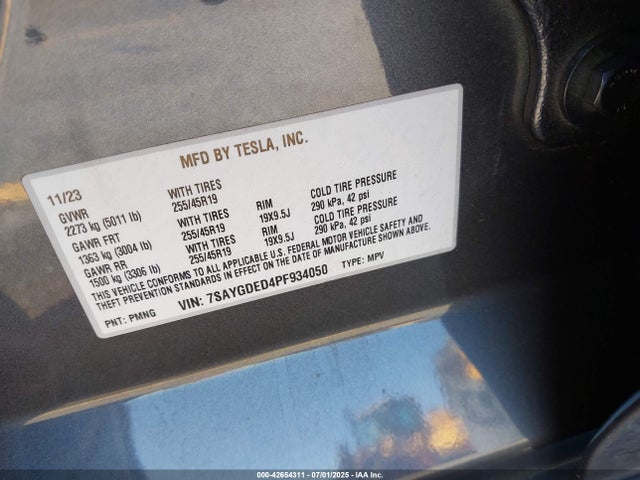 MFD BY TESLA, INC.
11/23
GVWR WITH TIRES RIM COLD TIRE PRESSURE
2273 kg (5011 lb) 255/45R19 19X9.5J 290 kPa, 42 psi
GAWR FRT WITH TIRES RIM COLD TIRE PRESSURE
1363 kg (3004 lb) 255/45R19 19X9.5J 290 kPa, 42 psi
GAWR RR WITH TIRES
1500 kg (3306 lb) 255/45R19
THIS VEHICLE CONFORMS TO ALL APPLICABLE U.S. FEDERAL MOTOR VEHICLE SAFETY AND
THEFT PREVENTION STANDARDS IN EFFECT ON THE DATE OF MANUFACTURE SHOWN ABOVE.
VIN: 7SAYGDED4PF934050 TYPE: MPV
PNT: PMNG
000-42654311 - 07/01/2025 - IAA Inc.